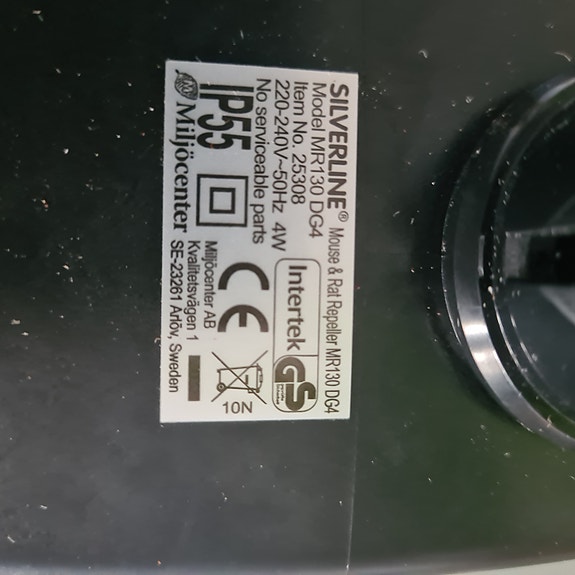 SILVERLINE® Mouse & Rat Repeller MR130 DG4
Model MR130 DG4
Item No. 25308
220-240V~50Hz 4W
No serviceable parts
IP55
Miljöcenter
Intertek
GS
CE
10N
Miljöcenter AB
Kvalitetsvägen 1
SE-23261 Arlöv, Sweden